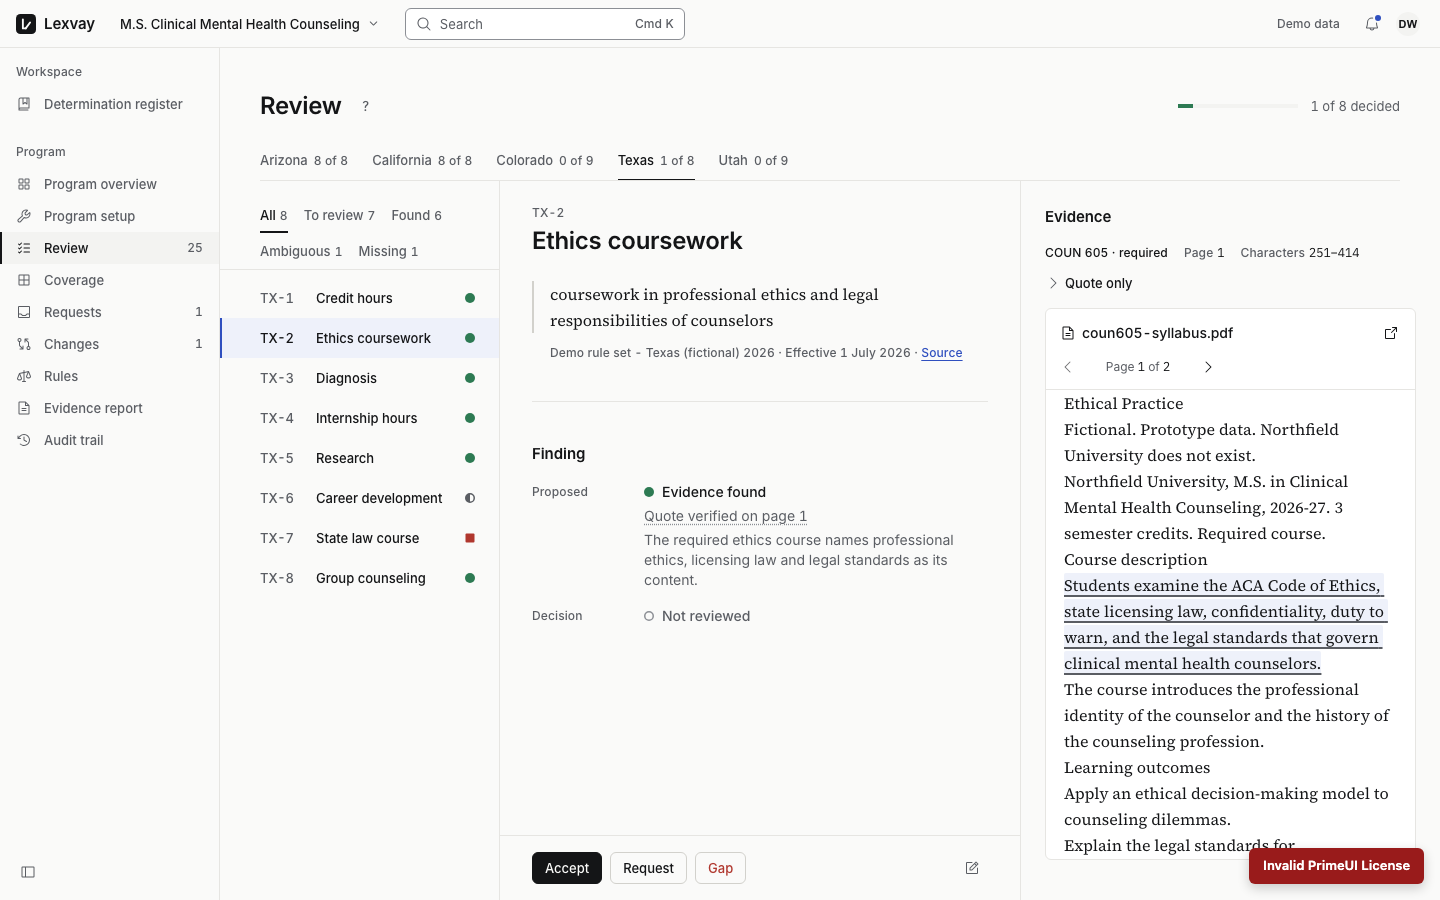 Lexvay
M.S. Clinical Mental Health Counseling
Search
Cmd K
Demo data
DW
Workspace
Determination register
Program
Program overview
Program setup
Review 25
Coverage
Requests 1
Changes 1
Rules
Evidence report
Audit trail
Review ?
1 of 8 decided
Arizona 8 of 8
California 8 of 8
Colorado 0 of 9
Texas 1 of 8
Utah 0 of 9
All 8
To review 7
Found 6
Ambiguous 1
Missing 1
TX-1 Credit hours
TX-2 Ethics coursework
TX-3 Diagnosis
TX-4 Internship hours
TX-5 Research
TX-6 Career development
TX-7 State law course
TX-8 Group counseling
TX-2
Ethics coursework
coursework in professional ethics and legal
responsibilities of counselors
Demo rule set - Texas (fictional) 2026 · Effective 1 July 2026 · Source
Finding
Proposed
Evidence found
Quote verified on page 1
The required ethics course names professional
ethics, licensing law and legal standards as its
content.
Decision
Not reviewed
Accept
Request
Gap
Evidence
COUN 605 · required
Page 1
Characters 251–414
Quote only
coun605-syllabus.pdf
Page 1 of 2
Ethical Practice
Fictional. Prototype data. Northfield
University does not exist.
Northfield University, M.S. in Clinical
Mental Health Counseling, 2026-27. 3
semester credits. Required course.
Course description
Students examine the ACA Code of Ethics,
state licensing law, confidentiality, duty to
warn, and the legal standards that govern
clinical mental health counselors.
The course introduces the professional
identity of the counselor and the history of
the counseling profession.
Learning outcomes
Apply an ethical decision-making model to
counseling dilemmas.
Explain the legal standards for
Invalid PrimeUI License